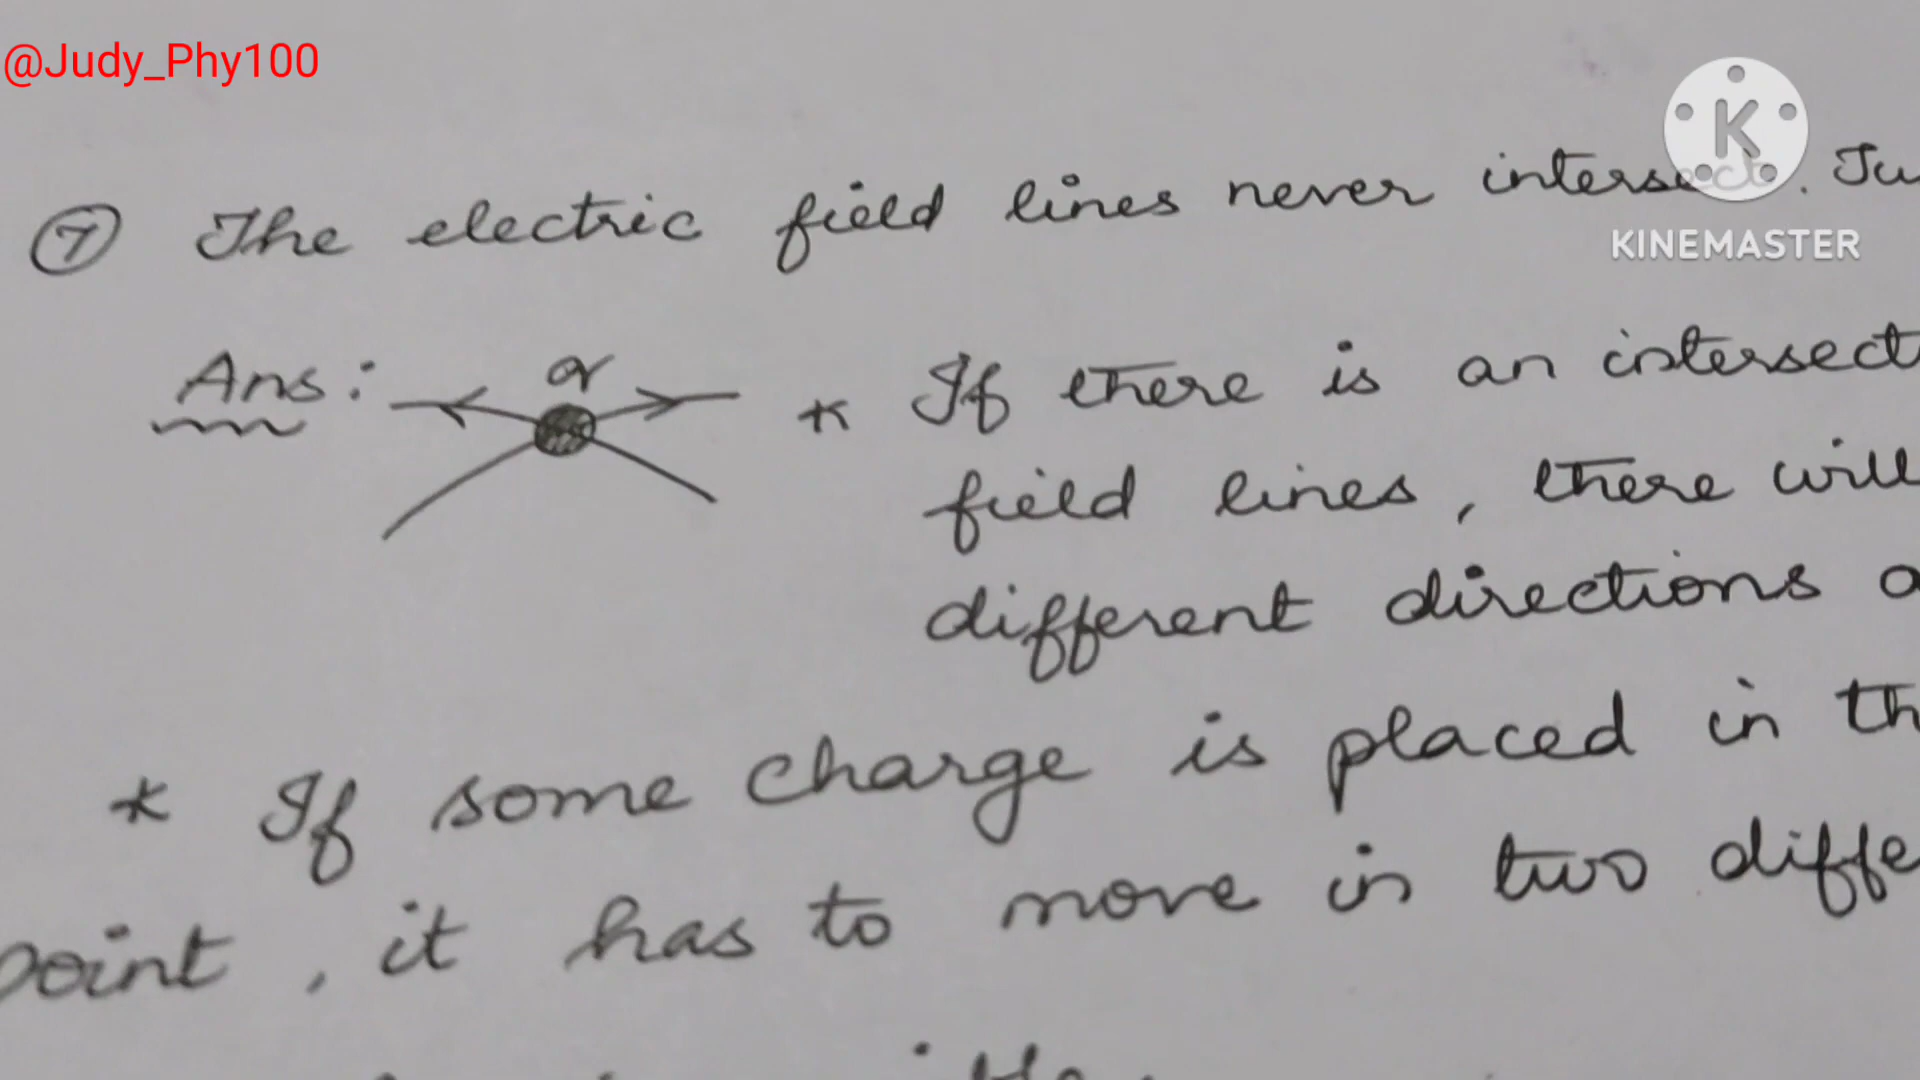 @Judy_Phy100
K
KINEMASTER
⑦ The electric field lines never intersect. Ju
Ans: * If there is an intersect
field lines, there will
different directions
* If some charge is placed in th
point, it has to move in two diffe